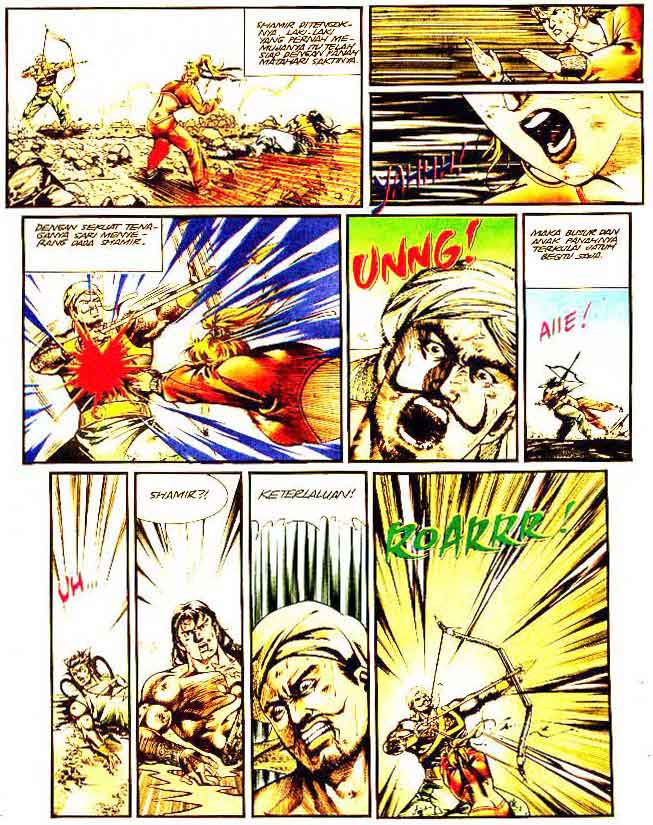 SHAMIR DITENGOK-
NYA. LAKI-LAKI
YANG PERNAH ME-
MUJANYA ITU TELAH
SIAP DENGAN PANAH
MATAHARI SAKTINYA.
YAHHH!
DENGAN SEKUAT TENA-
GANYA SARI MENYE-
RANG DADA SHAMIR.
UNNG!
MAKA BUSUR DAN
ANAK PANAHNYA
TERKULAI JATUH
BEGITU SAJA.
AIIE!
UH...
SHAMIR?!
KETERLALUAN!
ROARRR!